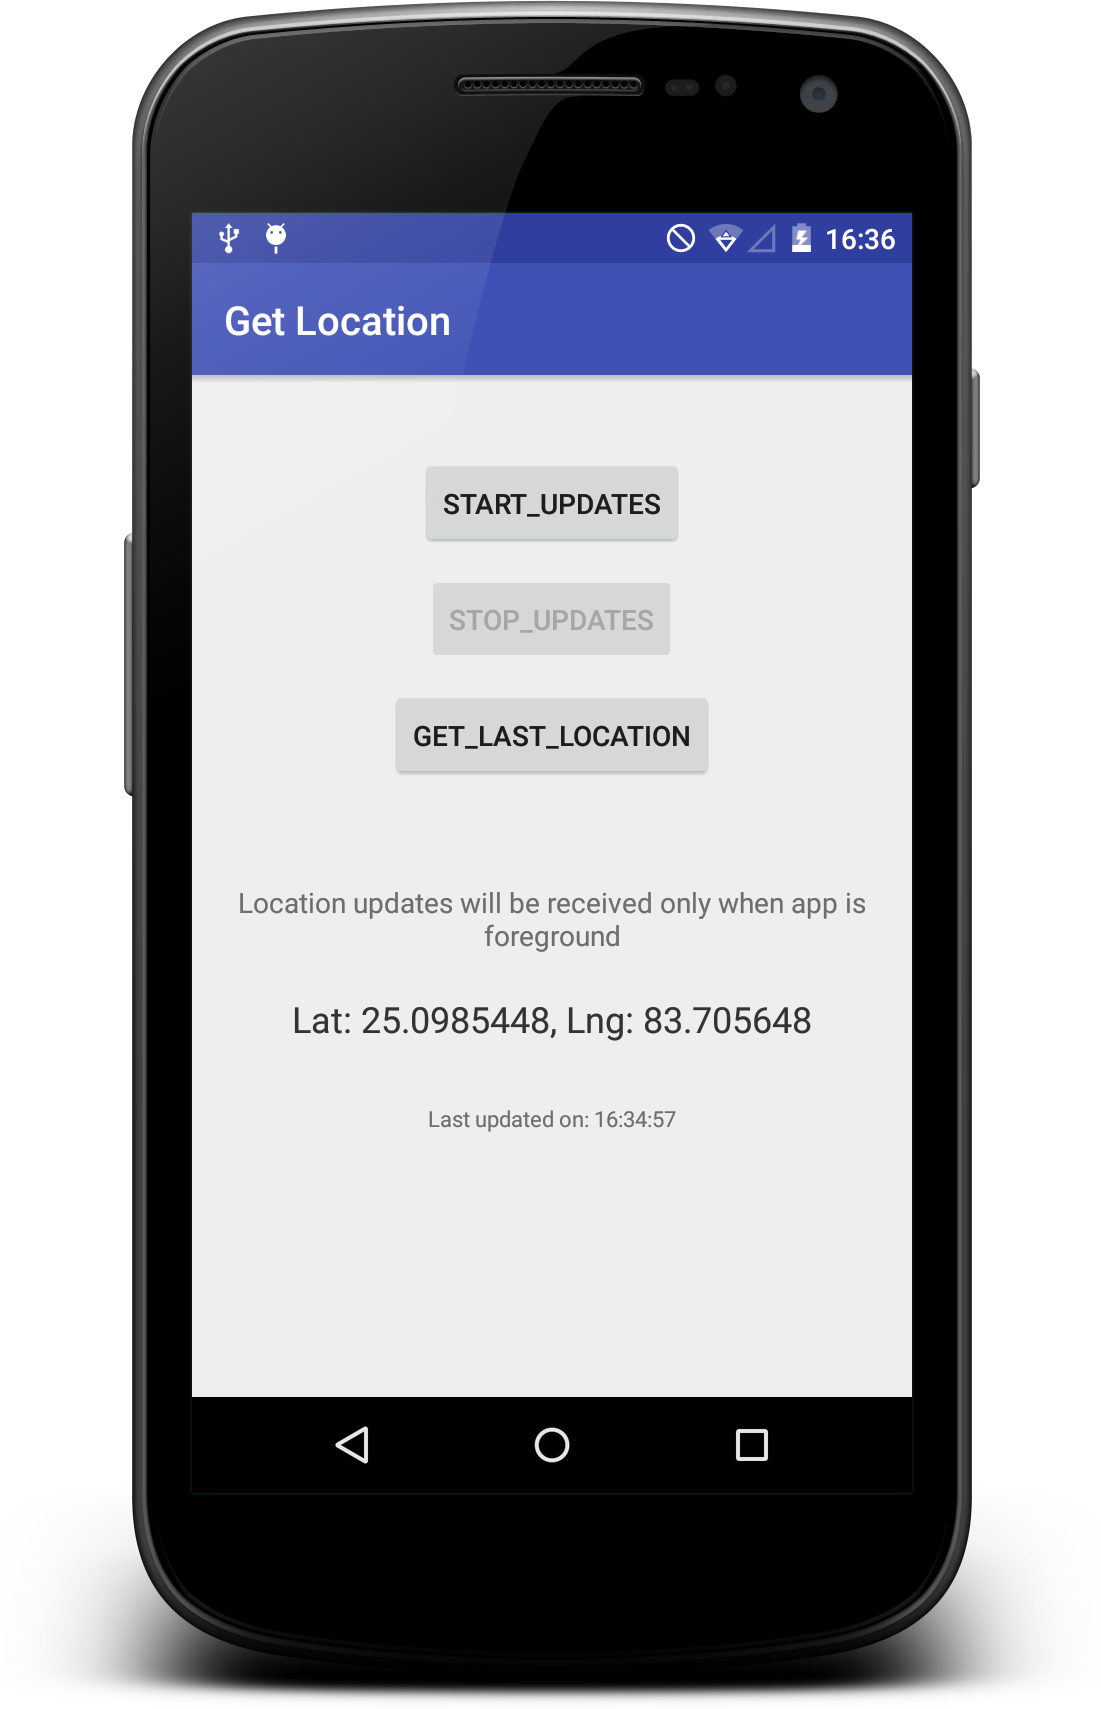 16:36
Get Location
START_UPDATES
STOP_UPDATES
GET_LAST_LOCATION
Location updates will be received only when app is
foreground
Lat: 25.0985448, Lng: 83.705648
Last updated on: 16:34:57